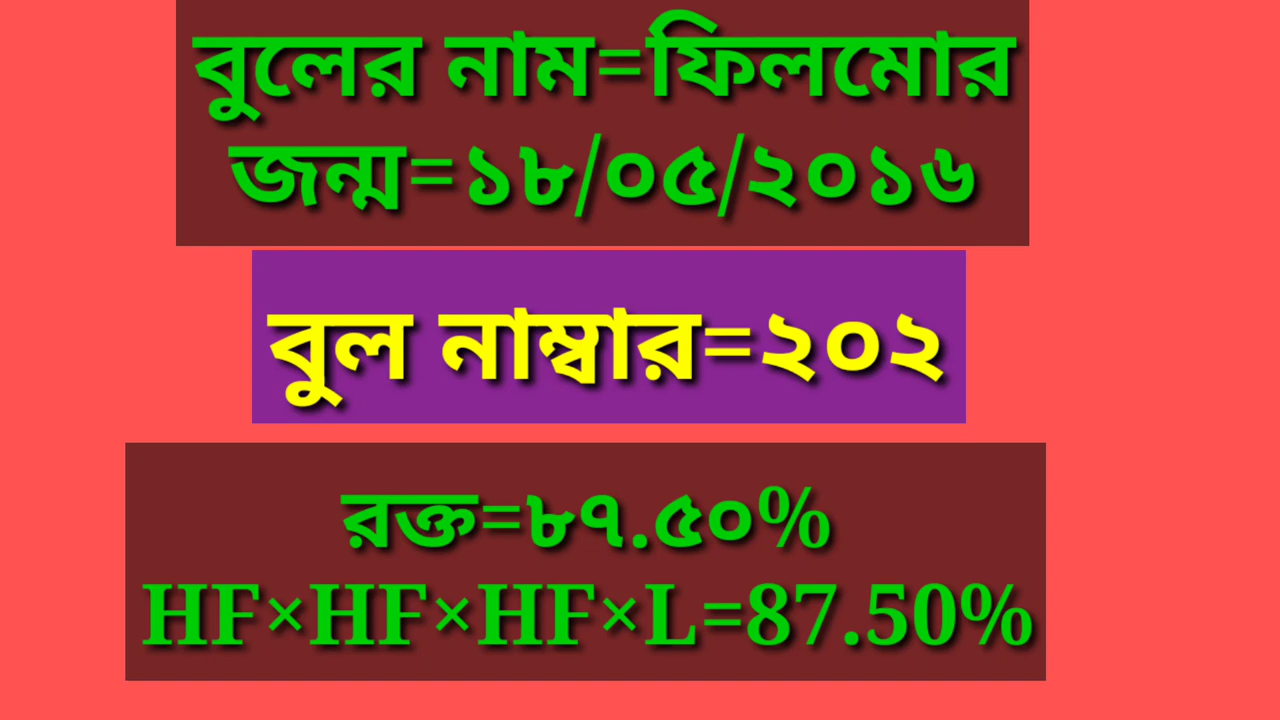 বুলের নাম=ফিলমোর
জন্ম=১৮/০৫/২০১৬
বুল নাম্বার=২০২
রক্ত=৮৭.৫০%
HF×HF×HF×L=87.50%